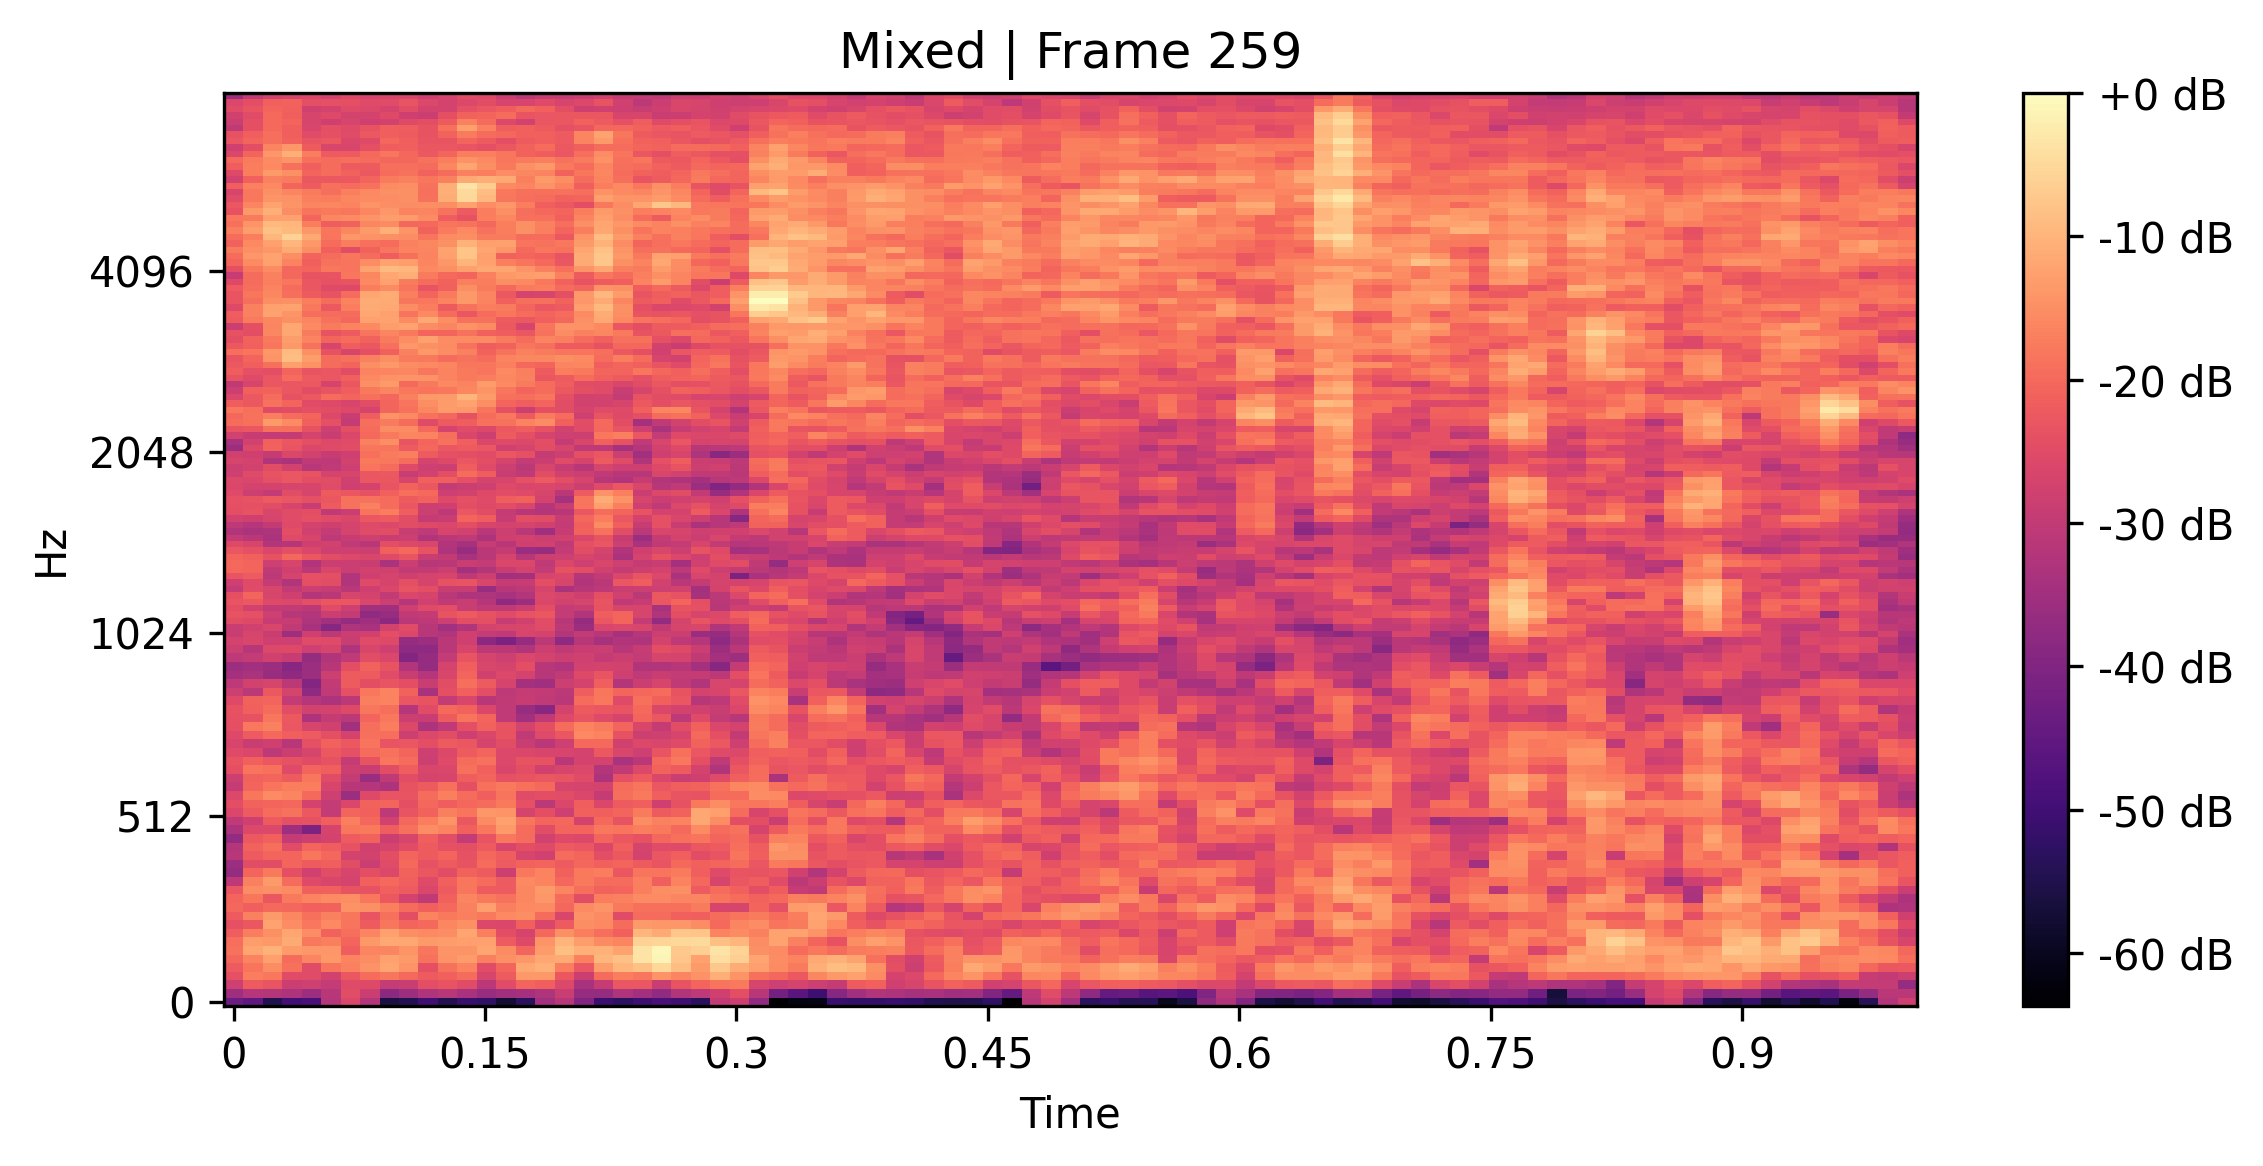 Mixed | Frame 259
+0 dB
-10 dB
-20 dB
-30 dB
-40 dB
-50 dB
-60 dB
Hz
4096
2048
1024
512
0
0 0.15 0.3 0.45 0.6 0.75 0.9
Time